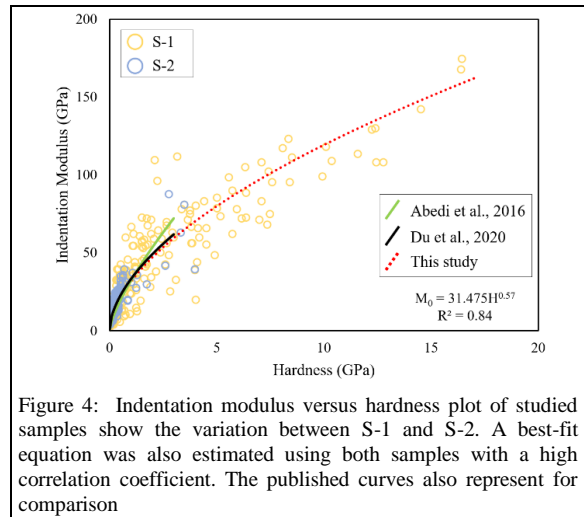 200
S-1
S-2
150
Indentation Modulus (GPa)
100
50
0
Abedi et al., 2016
Du et al., 2020
This study
M₀ = 31.475H⁰·⁵⁷
R² = 0.84
0 5 10 15 20
Hardness (GPa)
Figure 4: Indentation modulus versus hardness plot of studied
samples show the variation between S-1 and S-2. A best-fit
equation was also estimated using both samples with a high
correlation coefficient. The published curves also represent for
comparison